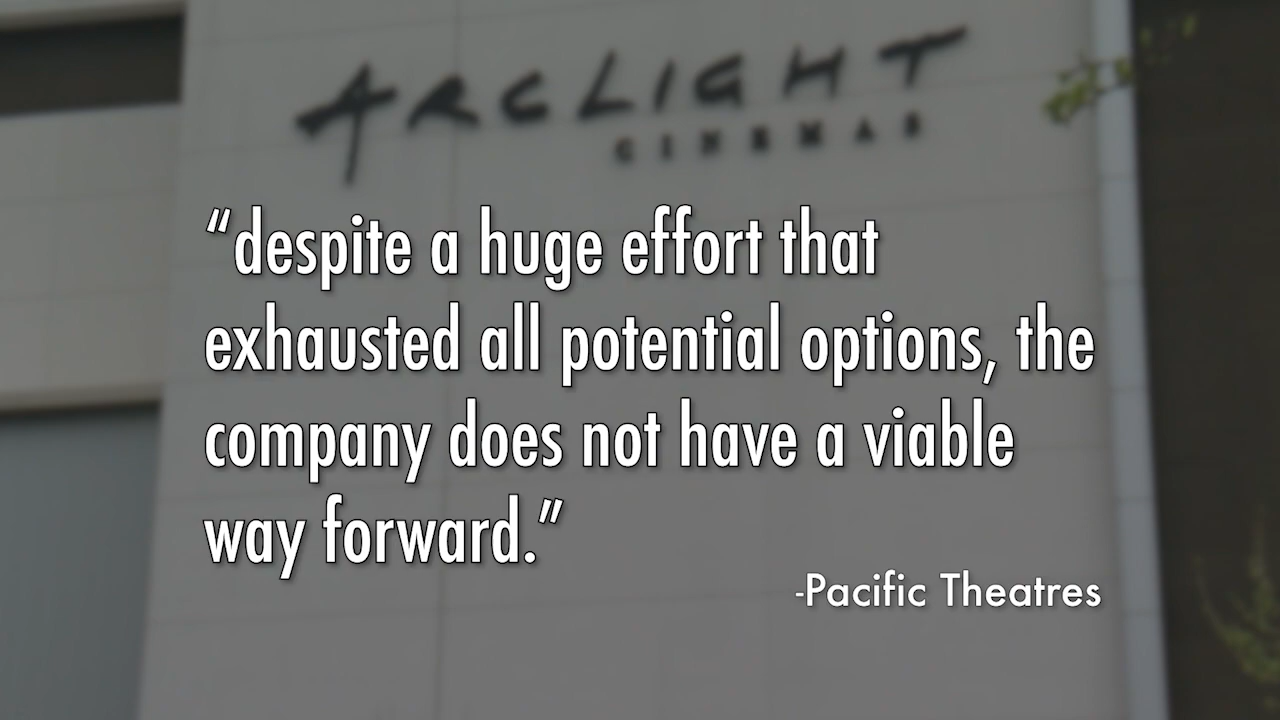 ARCLIGHT
CINEMAS
“despite a huge effort that
exhausted all potential options, the
company does not have a viable
way forward.”
-Pacific Theatres